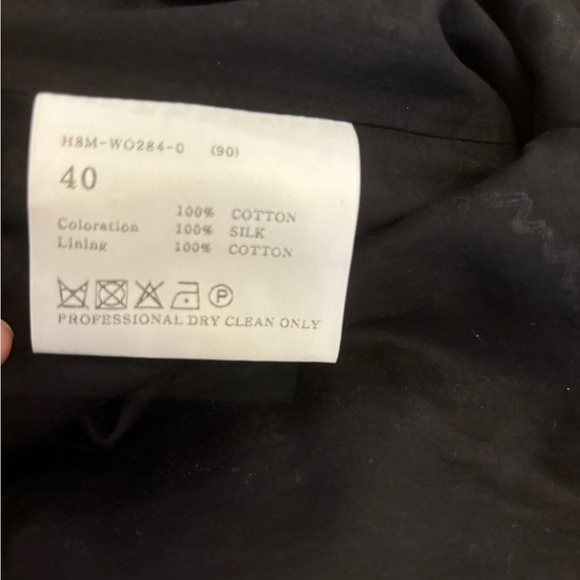 H8M-WO284-0 (90)
40
100% COTTON
Coloration 100% SILK
Lining 100% COTTON
P
PROFESSIONAL DRY CLEAN ONLY